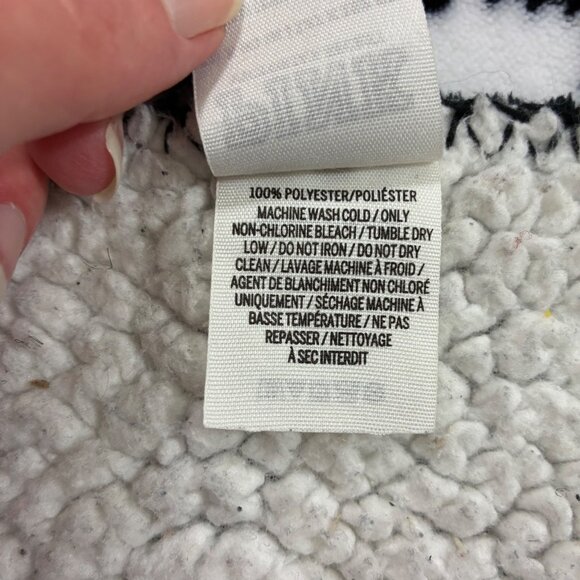 100% POLYESTER/POLIÉSTER
MACHINE WASH COLD / ONLY
NON-CHLORINE BLEACH / TUMBLE DRY
LOW / DO NOT IRON / DO NOT DRY
CLEAN / LAVAGE MACHINE À FROID /
AGENT DE BLANCHIMENT NON CHLORÉ
UNIQUEMENT / SÉCHAGE MACHINE À
BASSE TEMPÉRATURE / NE PAS
REPASSER / NETTOYAGE
À SEC INTERDIT